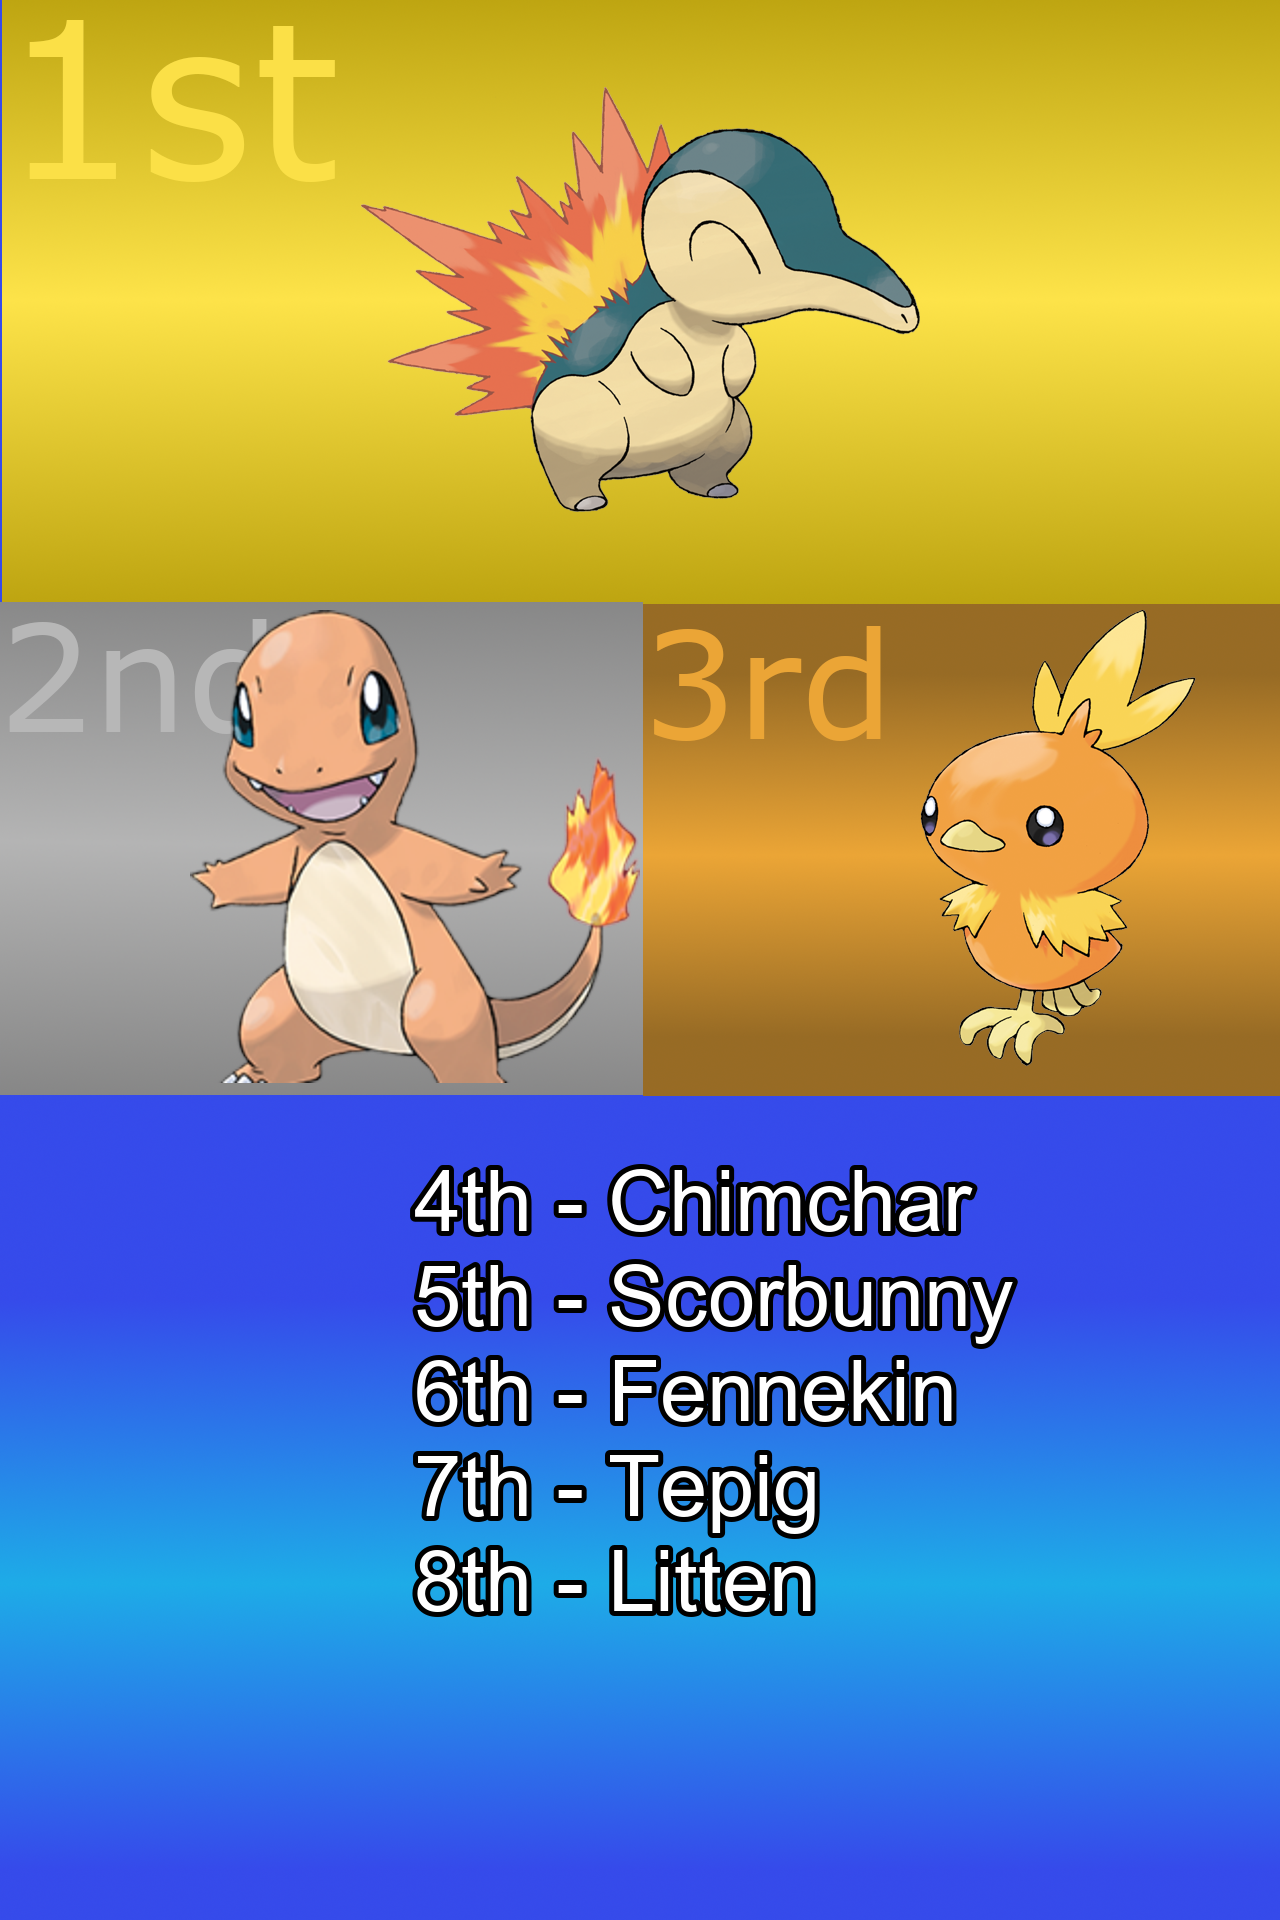 1st
2nd
3rd
4th - Chimchar
5th - Scorbunny
6th - Fennekin
7th - Tepig
8th - Litten